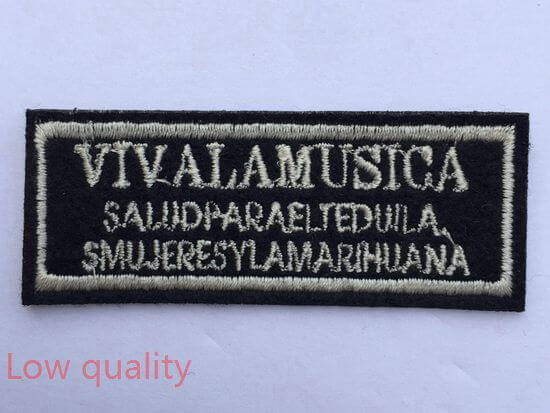 VIVALAMUSICA
SALUDPARAELTEDUILA,
SMUJERESYLAMARIHUANA
Low quality